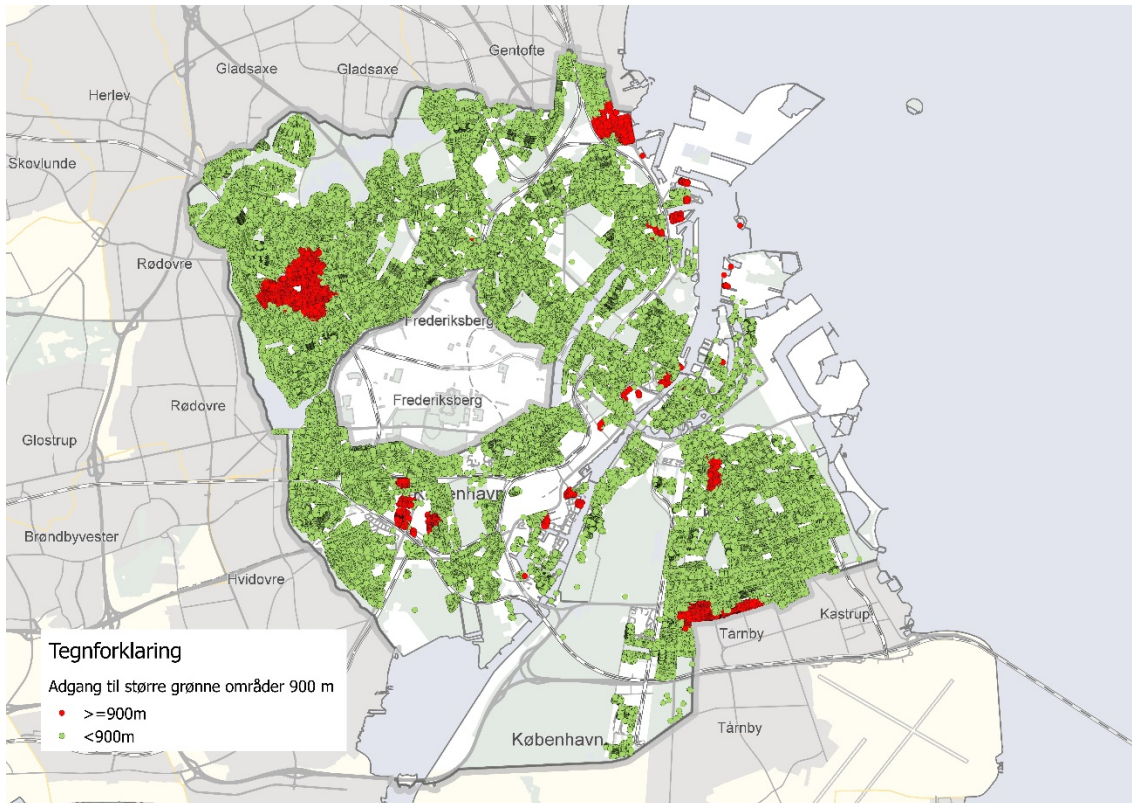 Gentofte
Gladsaxe
Gladsaxe
Herlev
Skovlunde
Rødovre
Frederiksberg
Frederiksberg
Rødovre
Glostrup
København
Brøndbyvester
Hvidovre
Kastrup
Tårnby
Tegnforklaring
Adgang til større grønne områder 900 m
>=900m
<900m
København
Tårnby